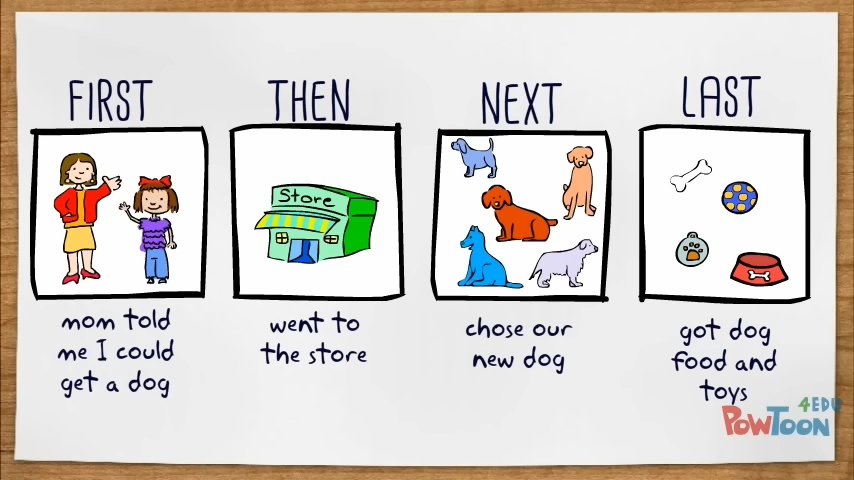 FIRST
THEN
NEXT
LAST
Store
mom told
me I could
get a dog
went to
the store
chose our
new dog
got dog
food and
toys
4EDU
POWTOON